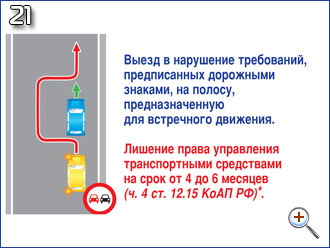 21
Выезд в нарушение требований,
предписанных дорожными
знаками, на полосу,
предназначенную
для встречного движения.
Лишение права управления
транспортными средствами
на срок от 4 до 6 месяцев
(ч. 4 ст. 12.15 КоАП РФ)*.